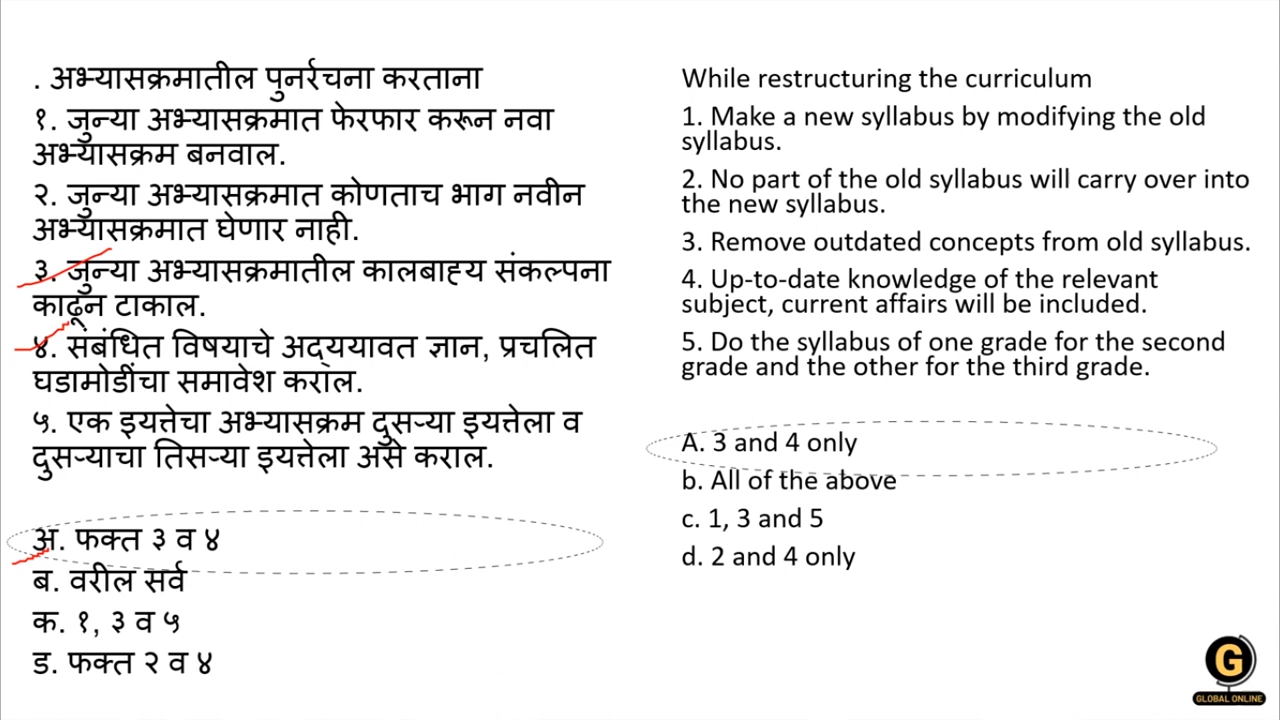 . अभ्यासक्रमातील पुनर्रचना करताना
१. जुन्या अभ्यासक्रमात फेरफार करून नवा
अभ्यासक्रम बनवाल.
२. जुन्या अभ्यासक्रमात कोणताच भाग नवीन
अभ्यासक्रमात घेणार नाही.
३. जुन्या अभ्यासक्रमातील कालबाह्य संकल्पना
काढून टाकाल.
४. संबंधित विषयाचे अद्ययावत ज्ञान, प्रचलित
घडामोडींचा समावेश कराल.
५. एक इयत्तेचा अभ्यासक्रम दुसऱ्या इयत्तेला व
दुसऱ्याचा तिसऱ्या इयत्तेला असे कराल.
अ. फक्त ३ व ४
ब. वरील सर्व
क. १, ३ व ५
ड. फक्त २ व ४
While restructuring the curriculum
1. Make a new syllabus by modifying the old
syllabus.
2. No part of the old syllabus will carry over into
the new syllabus.
3. Remove outdated concepts from old syllabus.
4. Up-to-date knowledge of the relevant
subject, current affairs will be included.
5. Do the syllabus of one grade for the second
grade and the other for the third grade.
A. 3 and 4 only
b. All of the above
c. 1, 3 and 5
d. 2 and 4 only
G
GLOBAL ONLINE